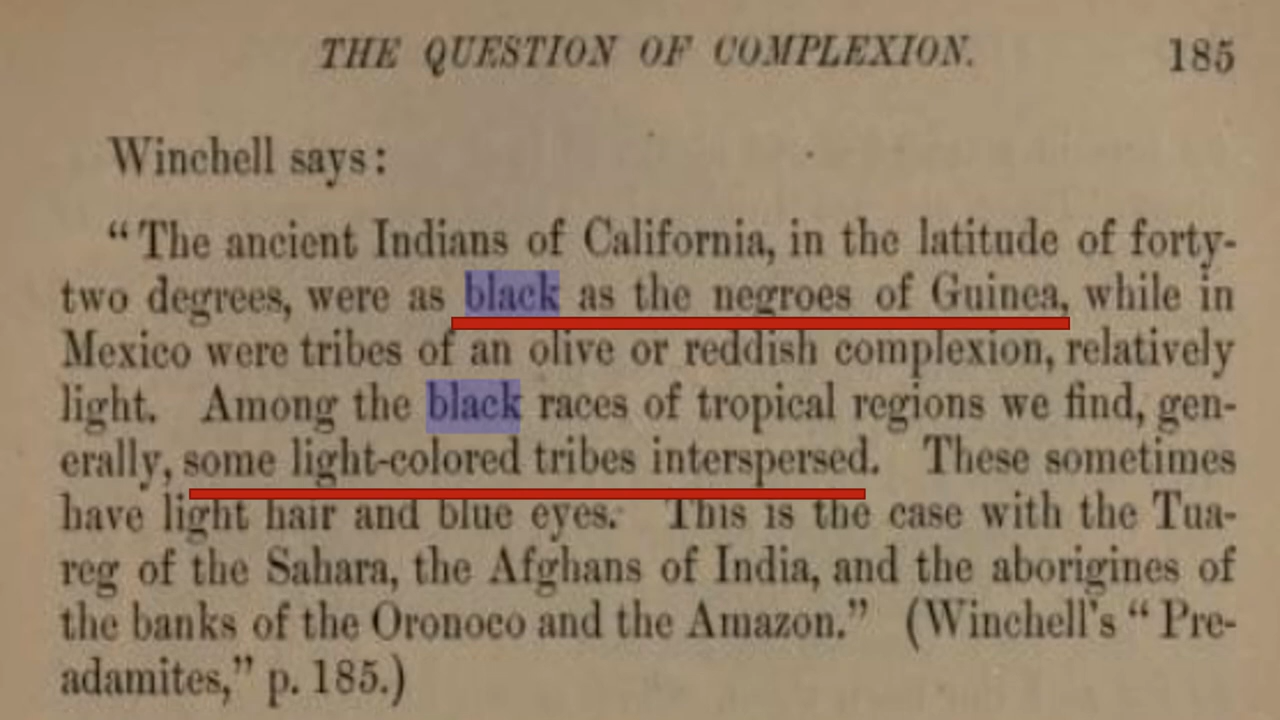 THE QUESTION OF COMPLEXION. 185
Winchell says:
“The ancient Indians of California, in the latitude of forty-
two degrees, were as black as the negroes of Guinea, while in
Mexico were tribes of an olive or reddish complexion, relatively
light. Among the black races of tropical regions we find, gen-
erally, some light-colored tribes interspersed. These sometimes
have light hair and blue eyes. This is the case with the Tua-
reg of the Sahara, the Afghans of India, and the aborigines of
the banks of the Oronoco and the Amazon.” (Winchell’s “Pre-
adamites,” p. 185.)